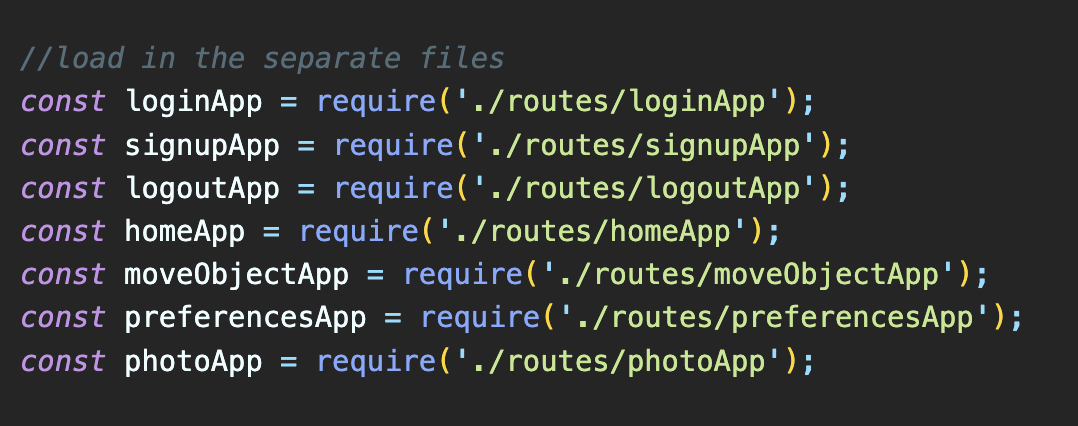 //load in the separate files
const loginApp = require('./routes/loginApp');
const signupApp = require('./routes/signupApp');
const logoutApp = require('./routes/logoutApp');
const homeApp = require('./routes/homeApp');
const moveObjectApp = require('./routes/moveObjectApp');
const preferencesApp = require('./routes/preferencesApp');
const photoApp = require('./routes/photoApp');